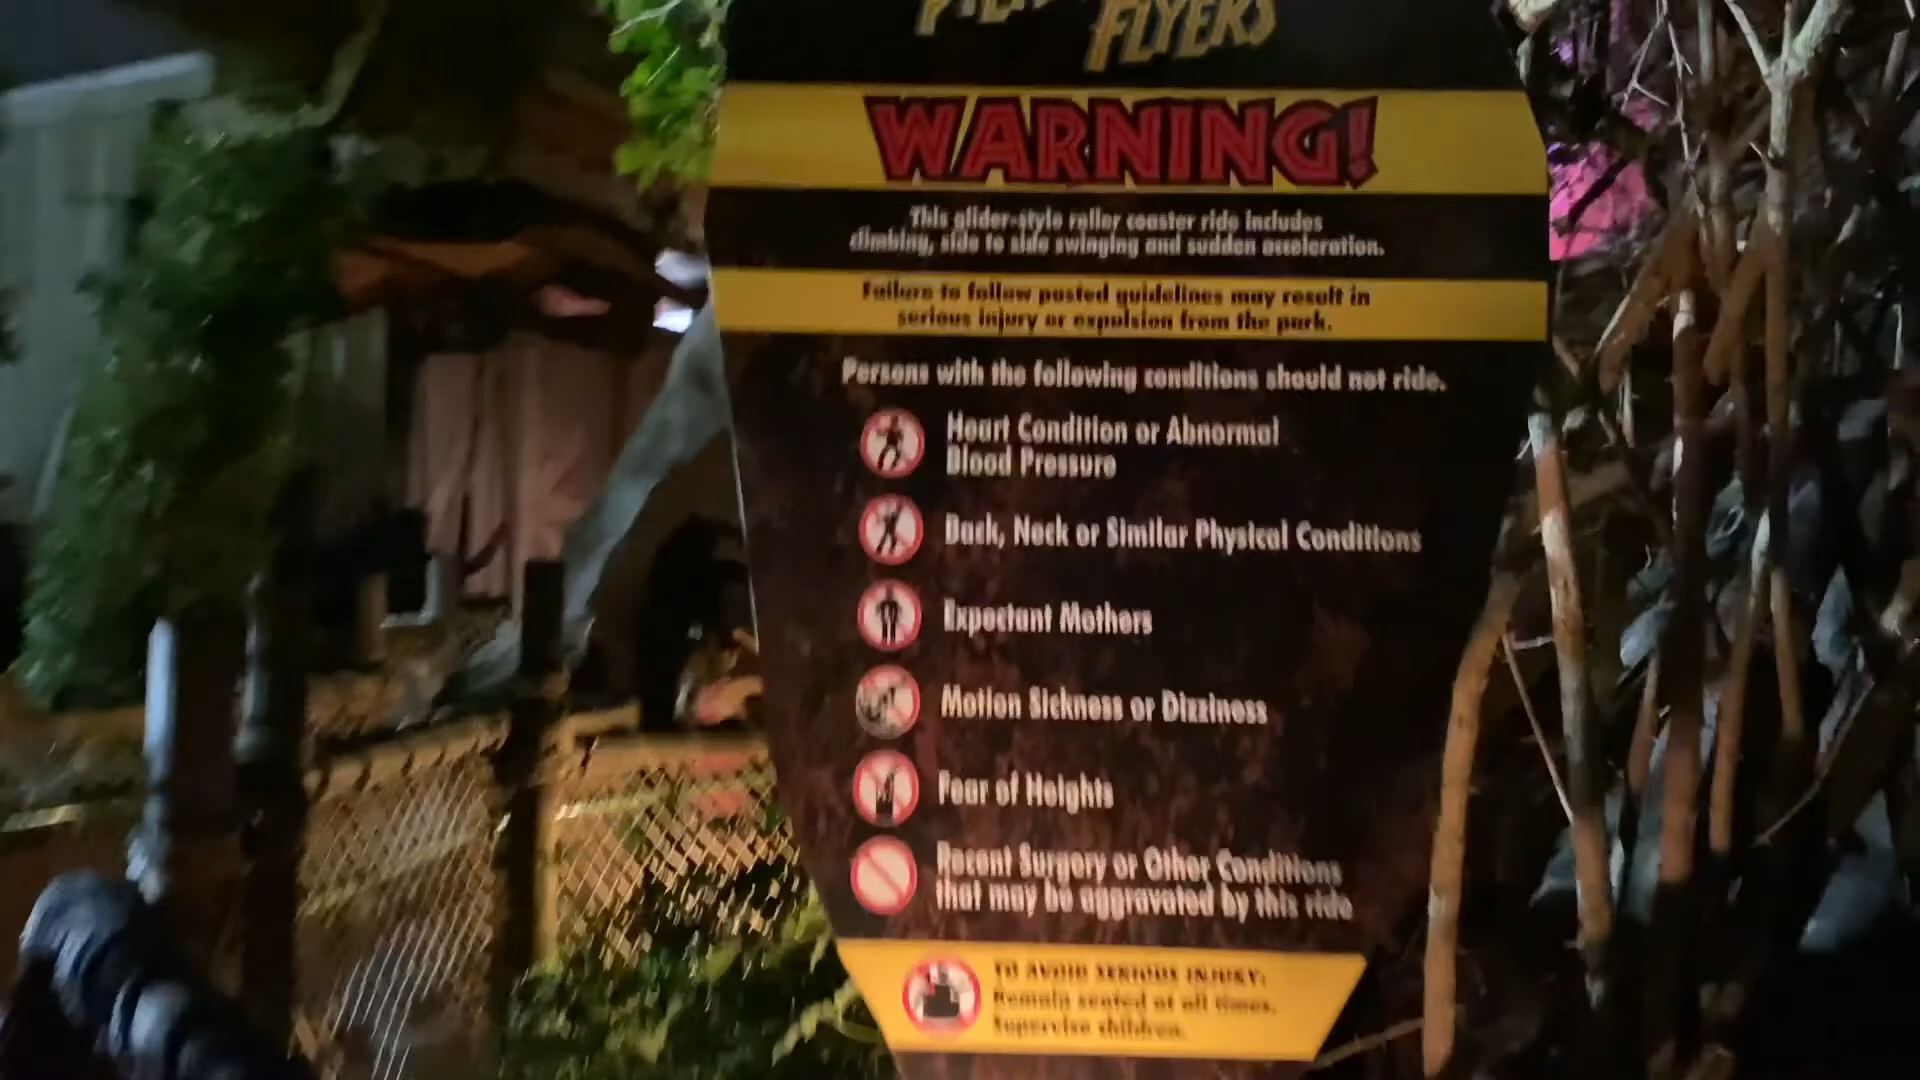 FLYERS
WARNING!
This glider-style roller coaster ride includes
climbing, side to side swinging and sudden acceleration.
Failure to follow posted guidelines may result in
serious injury or expulsion from the park.
Persons with the following conditions should not ride.
Heart Condition or Abnormal
Blood Pressure
Back, Neck or Similar Physical Conditions
Expectant Mothers
Motion Sickness or Dizziness
Fear of Heights
Recent Surgery or Other Conditions
that may be aggravated by this ride
TO AVOID SERIOUS INJURY:
Remain seated at all times.
Supervise children.